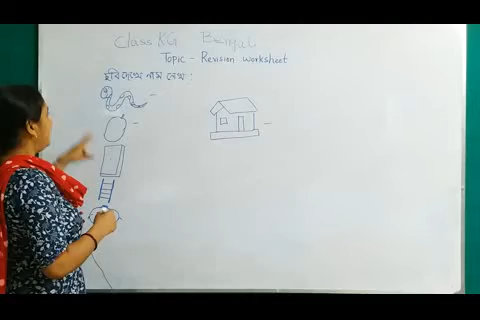 Class KG Bengali
Topic - Revision worksheet
ছবি দেখে নাম লেখ :